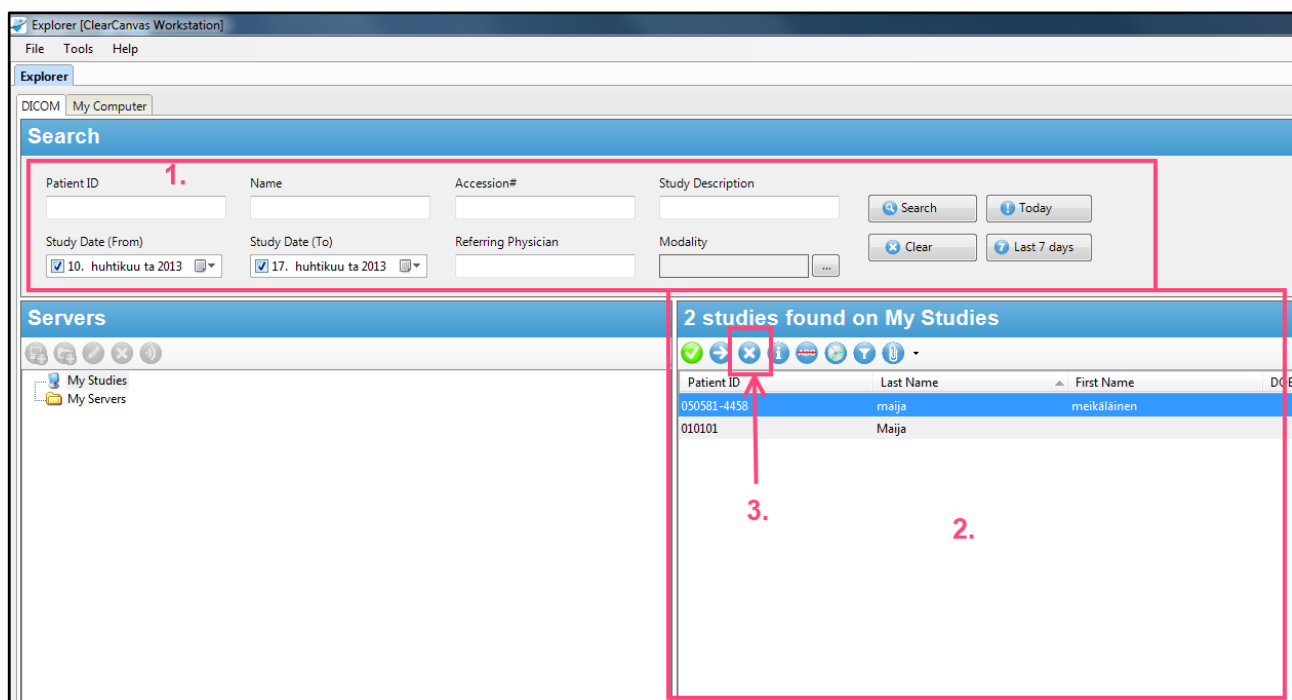 Explorer [ClearCanvas Workstation]
File Tools Help
Explorer
DICOM My Computer
Search
1.
Patient ID Name Accession# Study Description
Search Today
Study Date (From) Study Date (To) Referring Physician Modality
Clear 7 Last 7 days
10. huhtikuu ta 2013 17. huhtikuu ta 2013 ...
Servers
2 studies found on My Studies
My Studies
My Servers
Patient ID Last Name First Name DOB
050581-4458 maija meikäläinen
010101 Maija
3.
2.